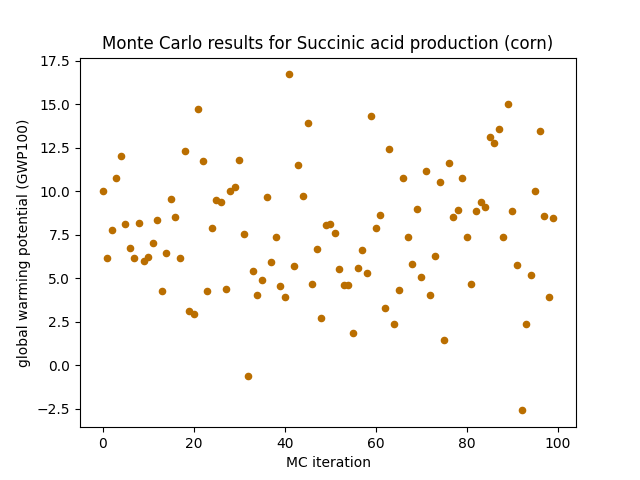 Monte Carlo results for Succinic acid production (corn)
17.5
15.0
12.5
10.0
7.5
5.0
2.5
0.0
−2.5
global warming potential (GWP100)
0 20 40 60 80 100
MC iteration